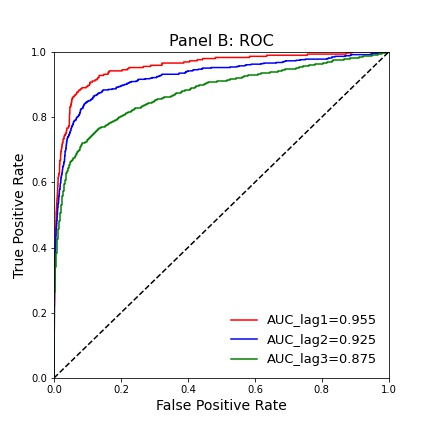 Panel B: ROC
True Positive Rate
1.0
0.8
0.6
0.4
0.2
0.0
AUC_lag1=0.955
AUC_lag2=0.925
AUC_lag3=0.875
0.0 0.2 0.4 0.6 0.8 1.0
False Positive Rate